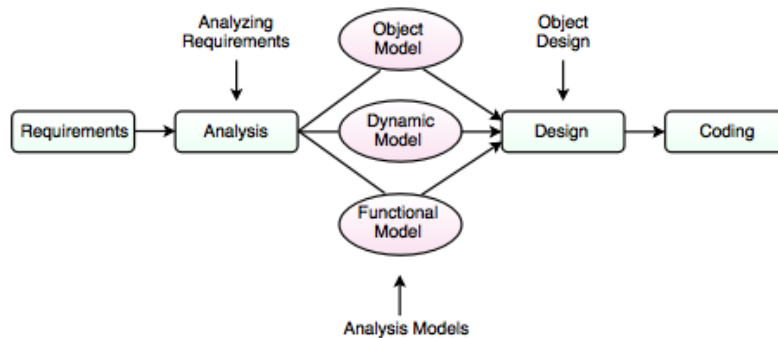 Analyzing
Requirements
Object
Model
Object
Design
Requirements
Analysis
Dynamic
Model
Design
Coding
Functional
Model
Analysis Models